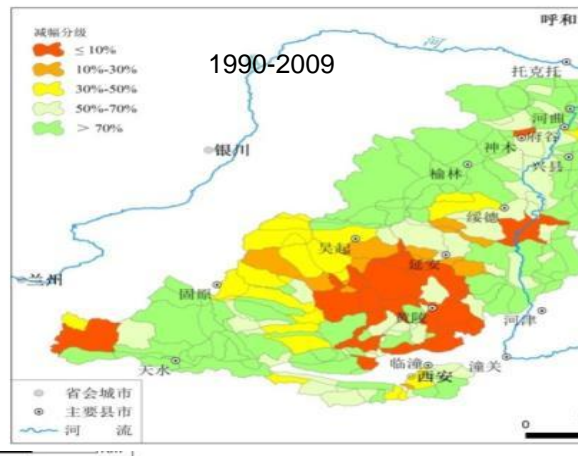 呼和
减幅分级
≤ 10%
10%-30%
30%-50%
50%-70%
> 70%
1990-2009
河
托克托
河曲
府谷
神木
兴县
银川
榆林
绥德
吴起
延安
兰州
固原
黄陵
河津
临潼
潼关
天水
西安
省会城市
主要县市
河 流
0